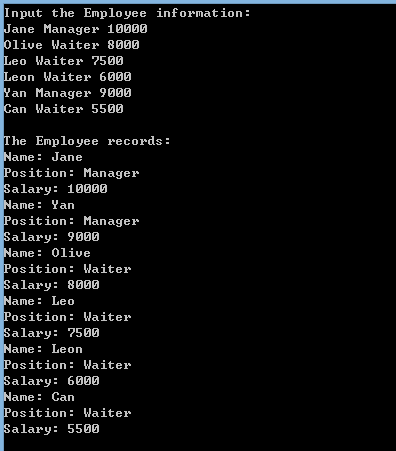 Input the Employee information:
Jane Manager 10000
Olive Waiter 8000
Leo Waiter 7500
Leon Waiter 6000
Yan Manager 9000
Can Waiter 5500
The Employee records:
Name: Jane
Position: Manager
Salary: 10000
Name: Yan
Position: Manager
Salary: 9000
Name: Olive
Position: Waiter
Salary: 8000
Name: Leo
Position: Waiter
Salary: 7500
Name: Leon
Position: Waiter
Salary: 6000
Name: Can
Position: Waiter
Salary: 5500